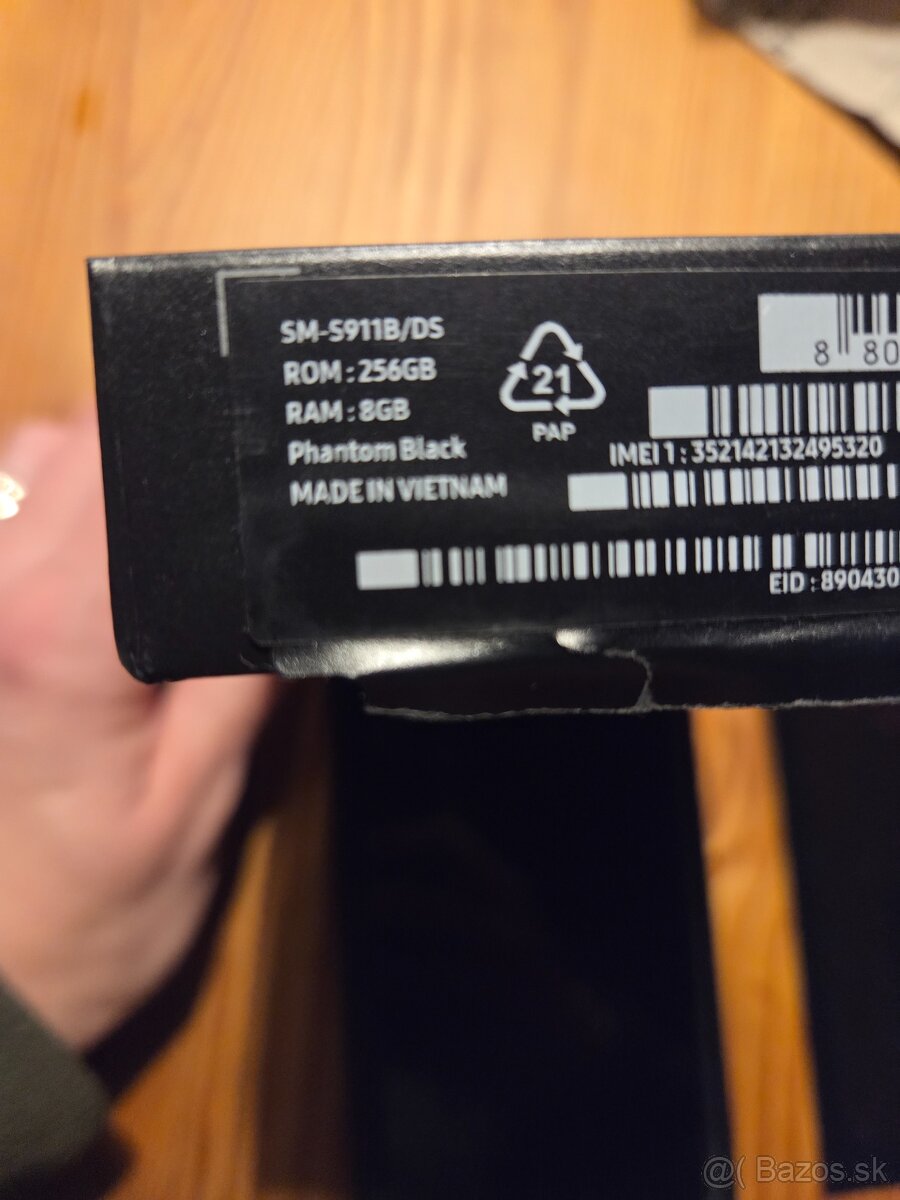 SM-S911B/DS
ROM : 256GB
RAM : 8GB
Phantom Black
MADE IN VIETNAM
21
PAP
8 80
IMEI 1 : 352142132495320
EID : 890430
@( Bazos.sk